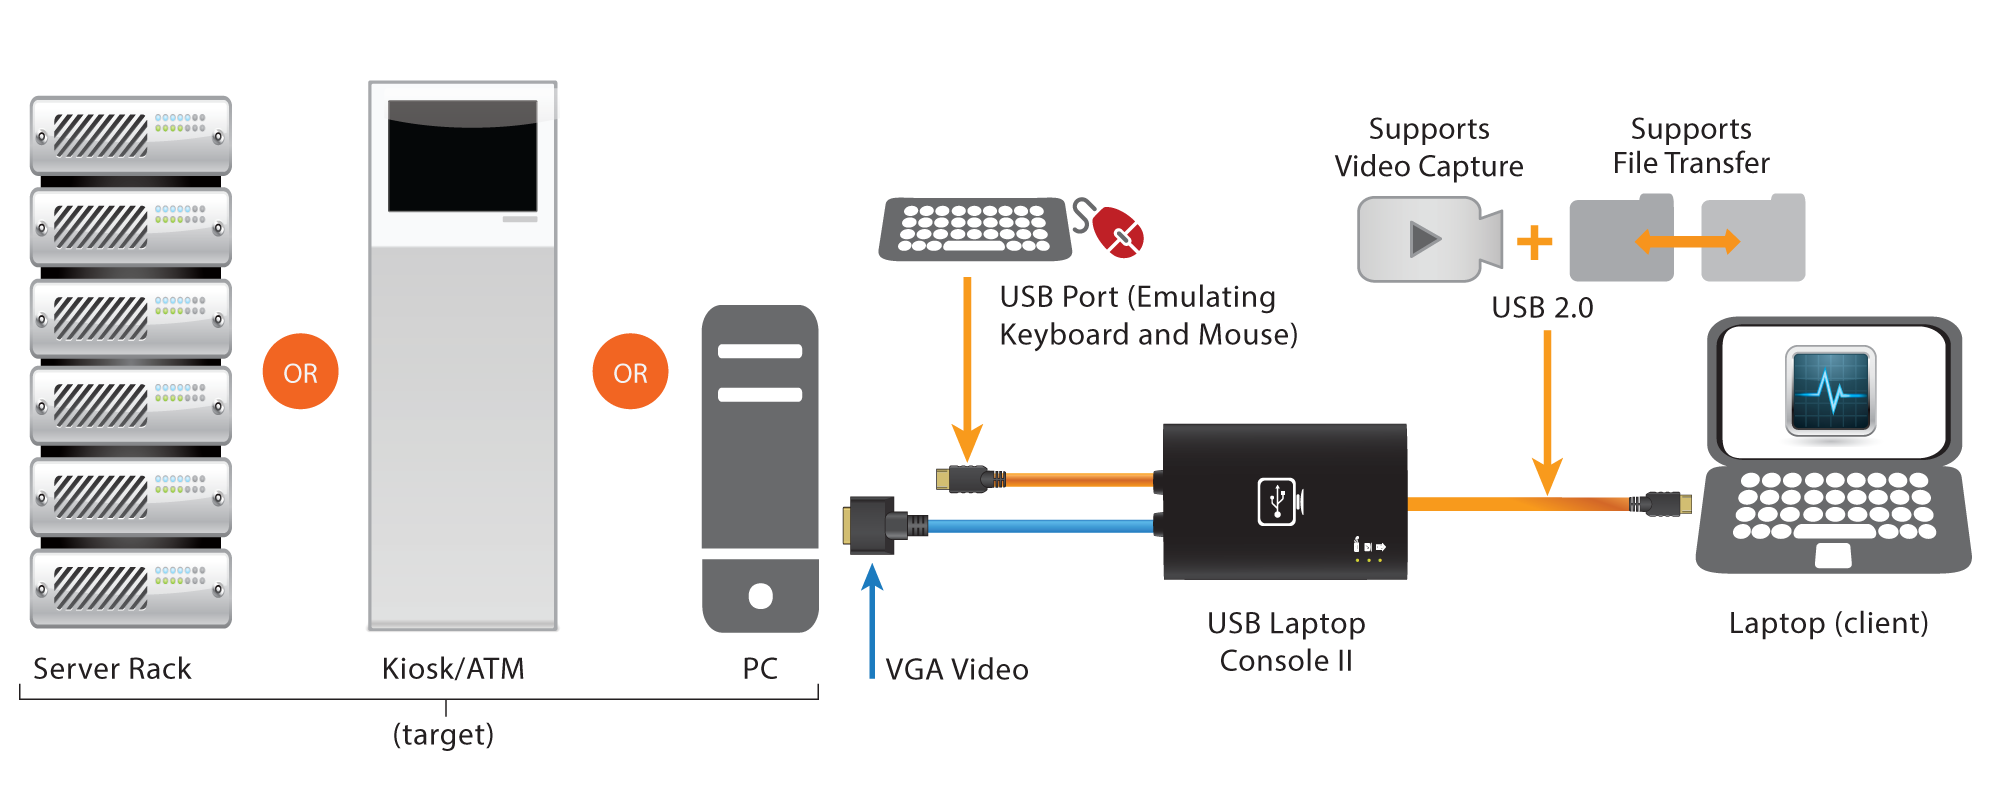 Supports
Video Capture
Supports
File Transfer
USB Port (Emulating
Keyboard and Mouse)
USB 2.0
OR
OR
USB Laptop
Console II
Laptop (client)
Server Rack
Kiosk/ATM
PC
VGA Video
(target)